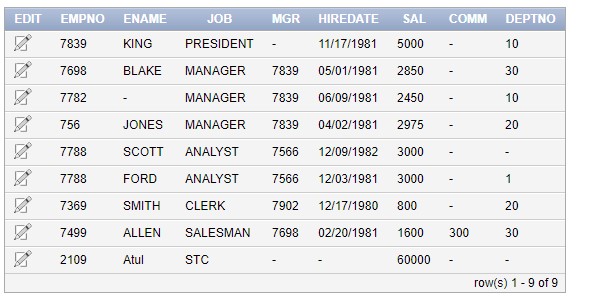 EDIT EMPNO ENAME JOB MGR HIREDATE SAL COMM DEPTNO
7839 KING PRESIDENT - 11/17/1981 5000 - 10
7698 BLAKE MANAGER 7839 05/01/1981 2850 - 30
7782 - MANAGER 7839 06/09/1981 2450 - 10
756 JONES MANAGER 7839 04/02/1981 2975 - 20
7788 SCOTT ANALYST 7566 12/09/1982 3000 - -
7788 FORD ANALYST 7566 12/03/1981 3000 - 1
7369 SMITH CLERK 7902 12/17/1980 800 - 20
7499 ALLEN SALESMAN 7698 02/20/1981 1600 300 30
2109 Atul STC - - 60000 - -
row(s) 1 - 9 of 9